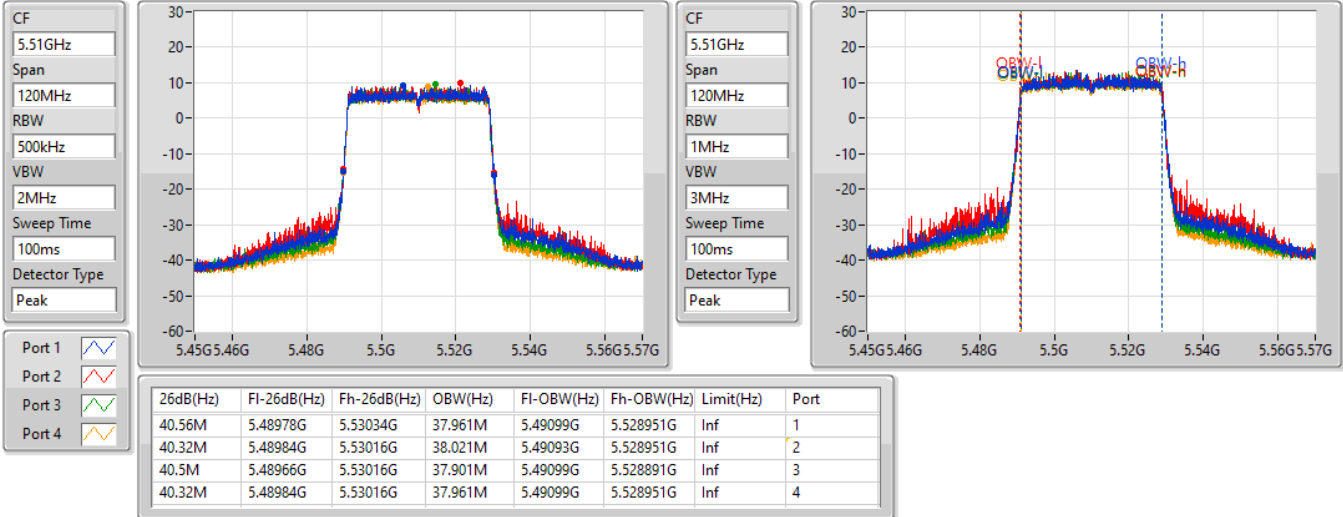 CF
5.51GHz
Span
120MHz
RBW
500kHz
VBW
2MHz
Sweep Time
100ms
Detector Type
Peak
30
20
10
0
-10
-20
-30
-40
-50
-60
5.45G 5.46G 5.48G 5.5G 5.52G 5.54G 5.56G 5.57G
CF
5.51GHz
Span
120MHz
RBW
1MHz
VBW
3MHz
Sweep Time
100ms
Detector Type
Peak
30
20
10
0
-10
-20
-30
-40
-50
-60
OBW-l OBW-h
OBW-l OBW-h
5.45G 5.46G 5.48G 5.5G 5.52G 5.54G 5.56G 5.57G
Port 1
Port 2
Port 3
Port 4
26dB(Hz) Fl-26dB(Hz) Fh-26dB(Hz) OBW(Hz) Fl-OBW(Hz) Fh-OBW(Hz) Limit(Hz) Port
40.56M 5.48978G 5.53034G 37.961M 5.49099G 5.528951G Inf 1
40.32M 5.48984G 5.53016G 38.021M 5.49093G 5.528951G Inf 2
40.5M 5.48966G 5.53016G 37.901M 5.49099G 5.528891G Inf 3
40.32M 5.48984G 5.53016G 37.961M 5.49099G 5.528951G Inf 4